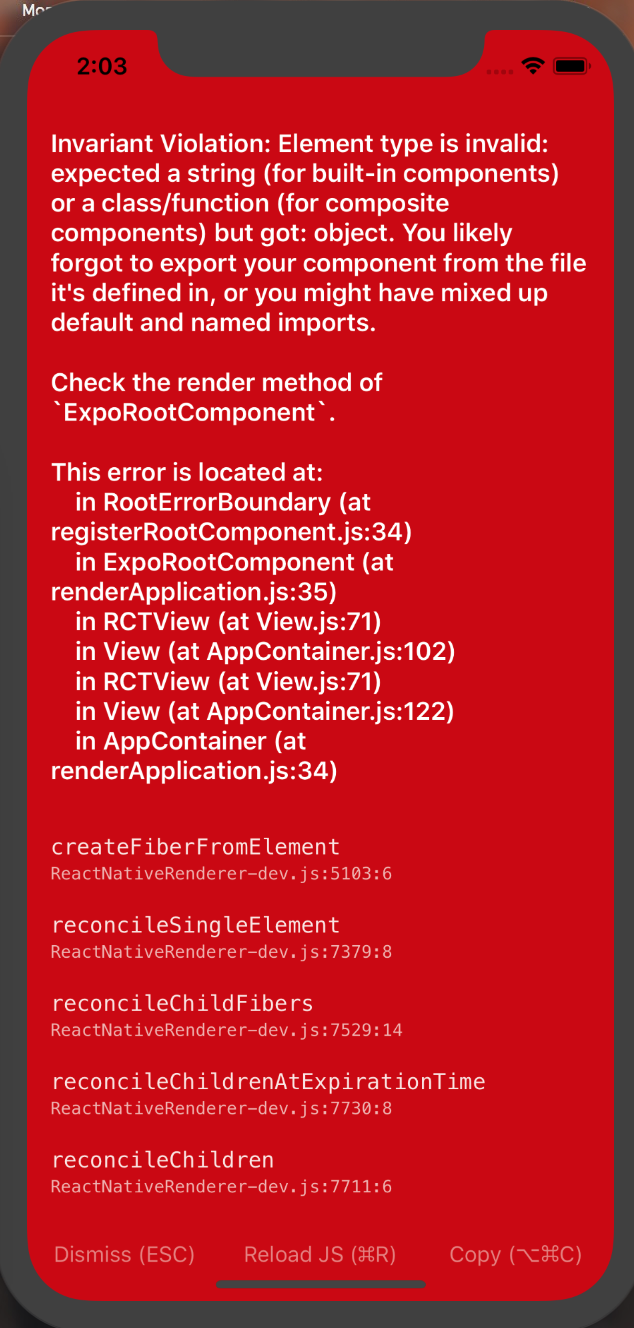 2:03
Invariant Violation: Element type is invalid:
expected a string (for built-in components)
or a class/function (for composite
components) but got: object. You likely
forgot to export your component from the file
it's defined in, or you might have mixed up
default and named imports.
Check the render method of
`ExpoRootComponent`.
This error is located at:
in RootErrorBoundary (at
registerRootComponent.js:34)
in ExpoRootComponent (at
renderApplication.js:35)
in RCTView (at View.js:71)
in View (at AppContainer.js:102)
in RCTView (at View.js:71)
in View (at AppContainer.js:122)
in AppContainer (at
renderApplication.js:34)
createFiberFromElement
ReactNativeRenderer-dev.js:5103:6
reconcileSingleElement
ReactNativeRenderer-dev.js:7379:8
reconcileChildFibers
ReactNativeRenderer-dev.js:7529:14
reconcileChildrenAtExpirationTime
ReactNativeRenderer-dev.js:7730:8
reconcileChildren
ReactNativeRenderer-dev.js:7711:6
Dismiss (ESC) Reload JS (⌘R) Copy (⌥⌘C)